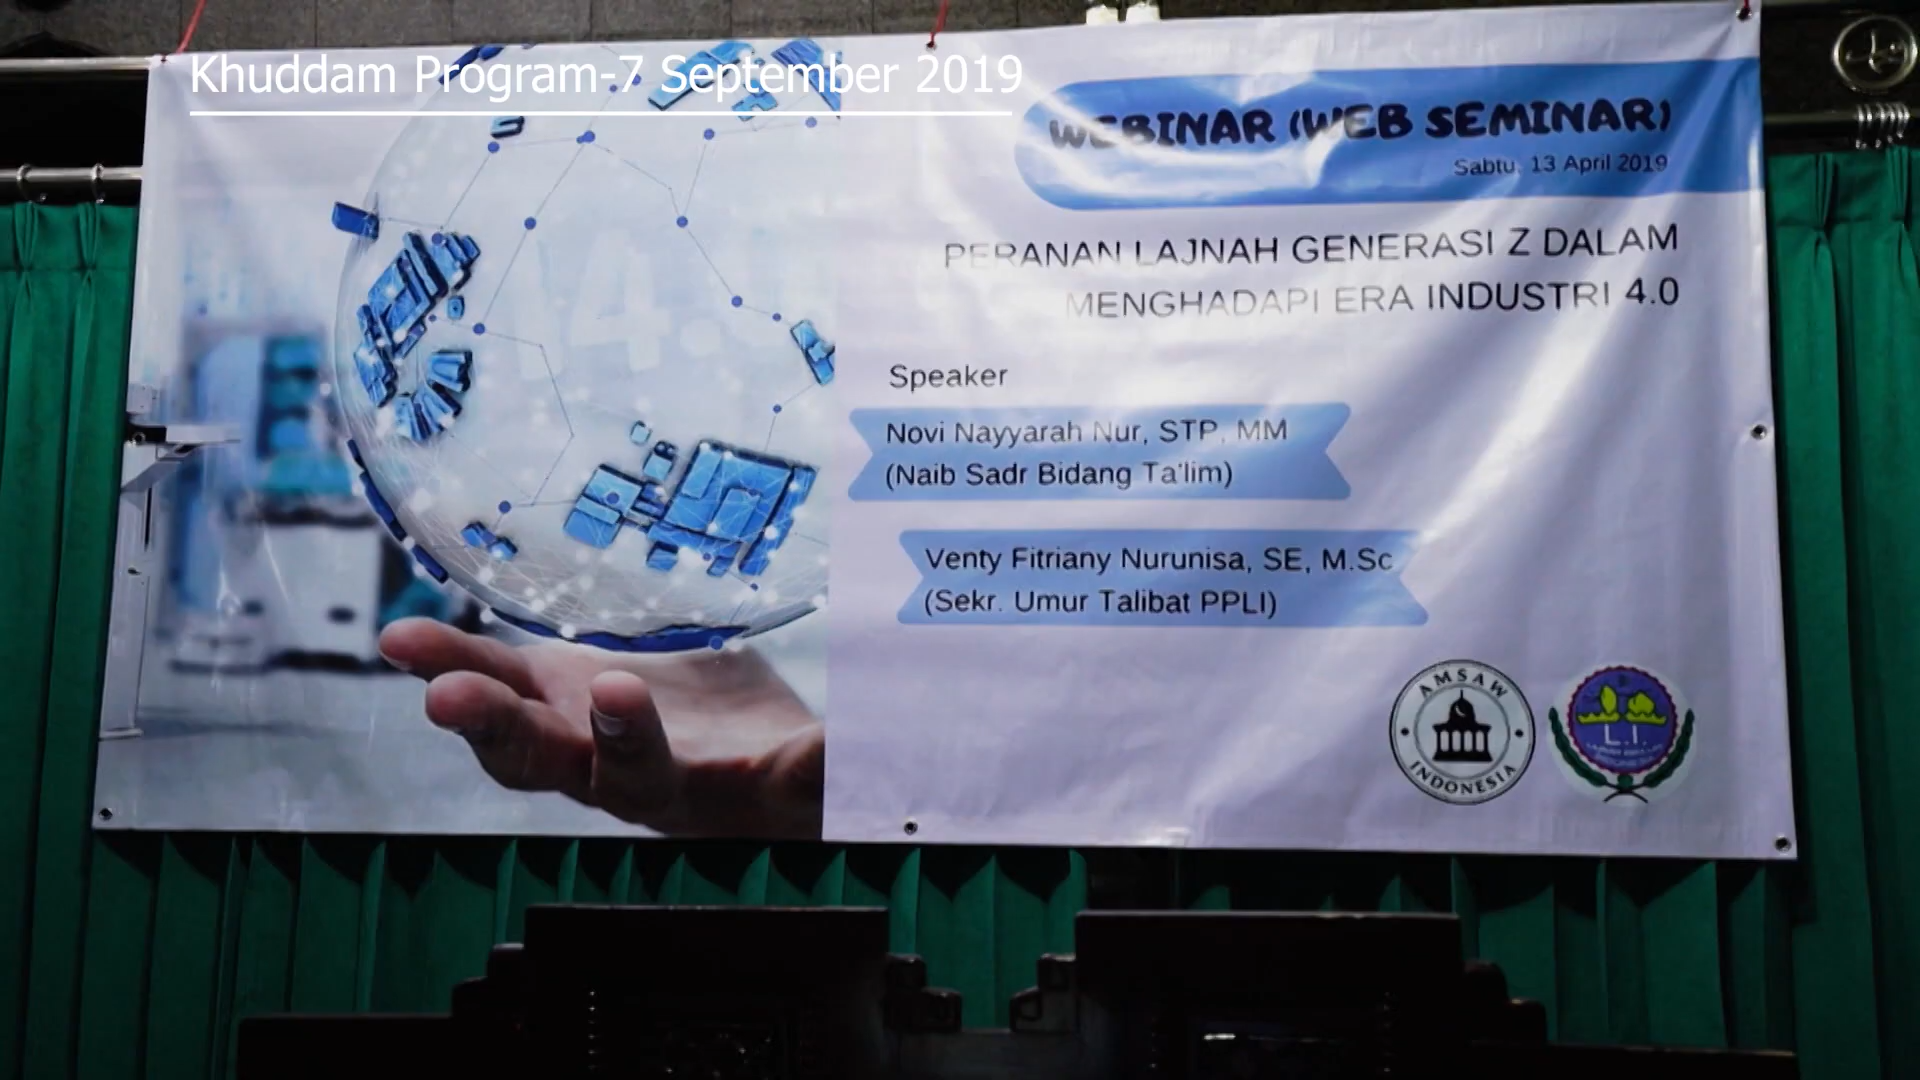 Khuddam Program-7 September 2019
WEBINAR (WEB SEMINAR)
Sabtu, 13 April 2019
PERANAN LAJNAH GENERASI Z DALAM
MENGHADAPI ERA INDUSTRI 4.0
Speaker
Novi Nayyarah Nur, STP, MM
(Naib Sadr Bidang Ta'lim)
Venty Fitriany Nurunisa, SE, M.Sc
(Sekr. Umur Talibat PPLI)
AMSAW
INDONESIA
L.I.